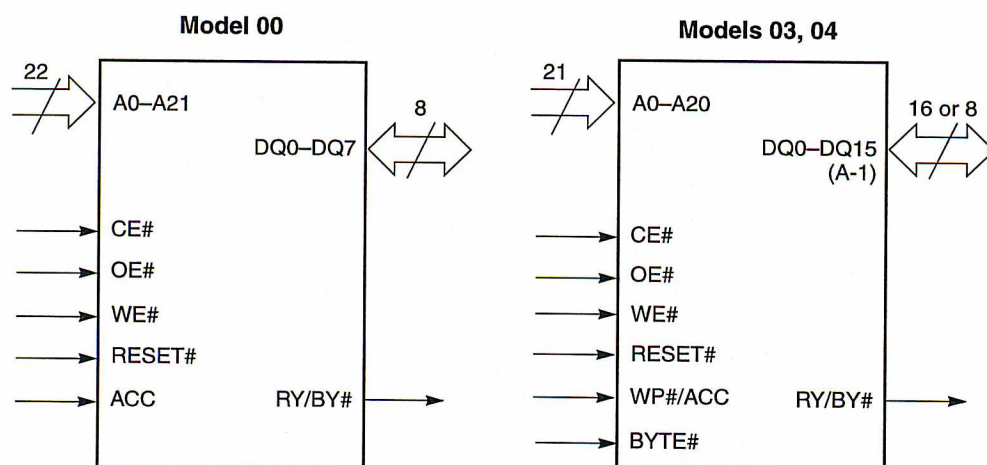 Model 00
22
A0–A21
8
DQ0–DQ7
CE#
OE#
WE#
RESET#
ACC
RY/BY#
Models 03, 04
21
A0–A20
16 or 8
DQ0–DQ15
(A-1)
CE#
OE#
WE#
RESET#
WP#/ACC
RY/BY#
BYTE#